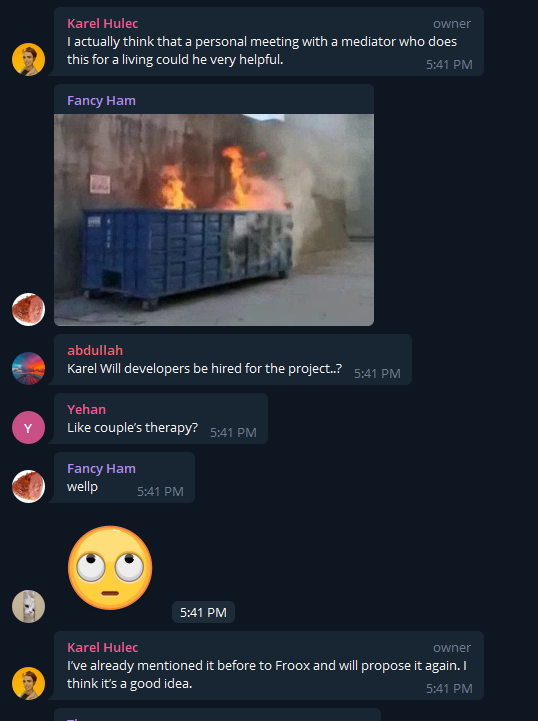 Karel Hulec owner
I actually think that a personal meeting with a mediator who does
this for a living could he very helpful.
5:41 PM
Fancy Ham
abdullah
Karel Will developers be hired for the project..?
5:41 PM
Y
Yehan
Like couple's therapy?
5:41 PM
Fancy Ham
wellp
5:41 PM
5:41 PM
Karel Hulec owner
I've already mentioned it before to Froox and will propose it again. I
think it's a good idea.
5:41 PM